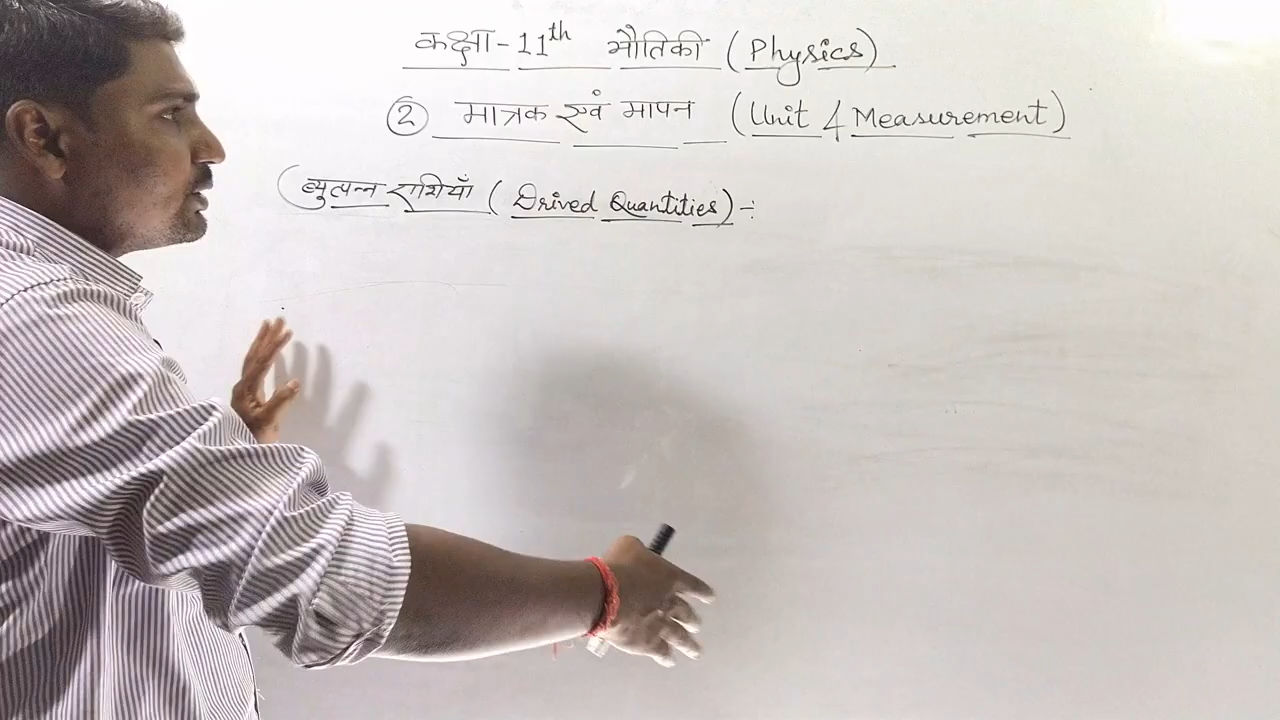 कक्षा-11th भौतिकी (Physics)
② मात्रक एवं मापन (Unit & Measurement)
व्युत्पन्न राशियाँ (Drived Quantities) -: